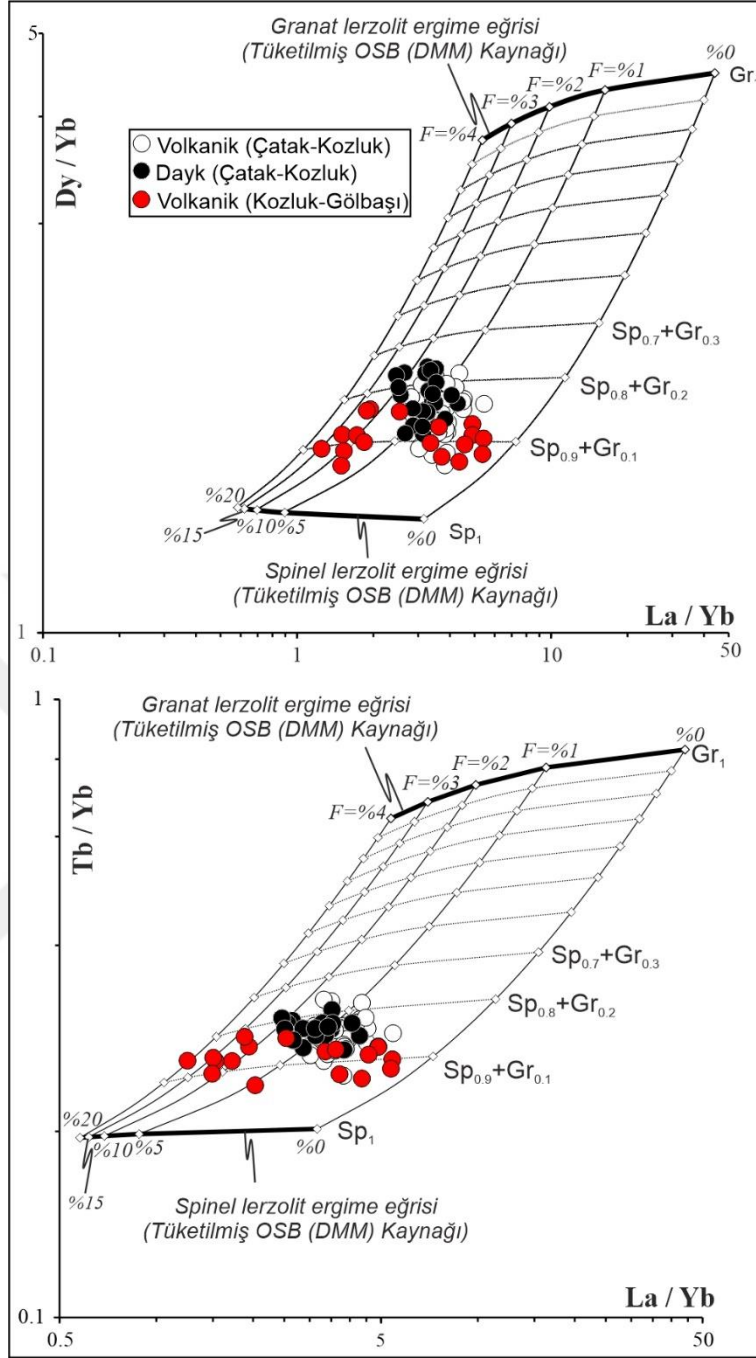 5
Granat lerzolit ergime eğrisi
(Tüketilmiş OSB (DMM) Kaynağı)
%0
Gr
F=%1
F=%2
F=%3
F=%4
Volkanik (Çatak-Kozluk)
Dayk (Çatak-Kozluk)
Volkanik (Kozluk-Gölbaşı)
Dy / Yb
Sp0.7+Gr0.3
Sp0.8+Gr0.2
Sp0.9+Gr0.1
%20
%15
%10
%5
%0
Sp1
Spinel lerzolit ergime eğrisi
(Tüketilmiş OSB (DMM) Kaynağı)
La / Yb
1
0.1
1
10
50
1
Granat lerzolit ergime eğrisi
(Tüketilmiş OSB (DMM) Kaynağı)
%0
Gr1
F=%1
F=%2
F=%3
F=%4
Tb / Yb
Sp0.7+Gr0.3
Sp0.8+Gr0.2
Sp0.9+Gr0.1
%20
%10
%5
%0
Sp1
%15
Spinel lerzolit ergime eğrisi
(Tüketilmiş OSB (DMM) Kaynağı)
La / Yb
0.1
0.5
5
50